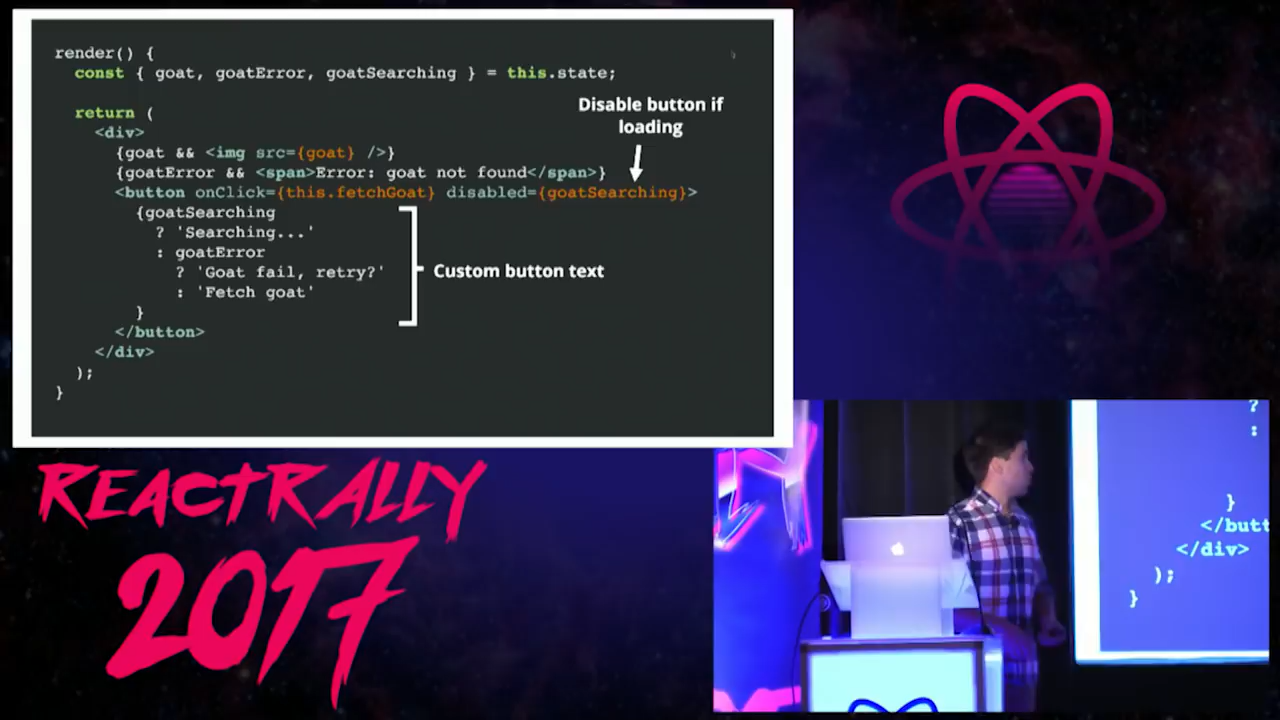 render() {
const { goat, goatError, goatSearching } = this.state;
return (
<div>
{goat && <img src={goat} />}
{goatError && <span>Error: goat not found</span>}
<button onClick={this.fetchGoat} disabled={goatSearching}>
{goatSearching
? 'Searching...'
: goatError
? 'Goat fail, retry?'
: 'Fetch goat'
}
</button>
</div>
);
}
Disable button if
loading
Custom button text
REACTRALLY
2017
?
:
}
</butt
</div>
);
}